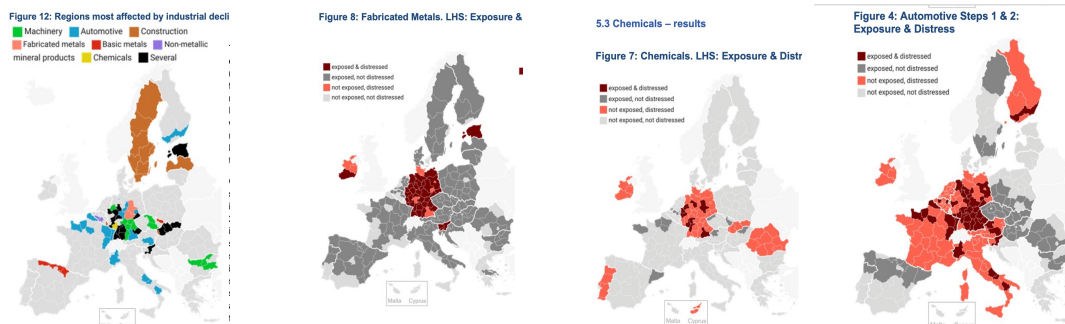 Figure 12: Regions most affected by industrial decli
Machinery Automotive Construction
Fabricated metals Basic metals Non-metallic
mineral products Chemicals Several
Figure 8: Fabricated Metals. LHS: Exposure &
exposed & distressed
exposed, not distressed
not exposed, distressed
not exposed, not distressed
Malta Cyprus
5.3 Chemicals – results
Figure 7: Chemicals. LHS: Exposure & Distr
exposed & distressed
exposed, not distressed
not exposed, distressed
not exposed, not distressed
Malta Cyprus
Figure 4: Automotive Steps 1 & 2:
Exposure & Distress
exposed & distressed
exposed, not distressed
not exposed, distressed
not exposed, not distressed